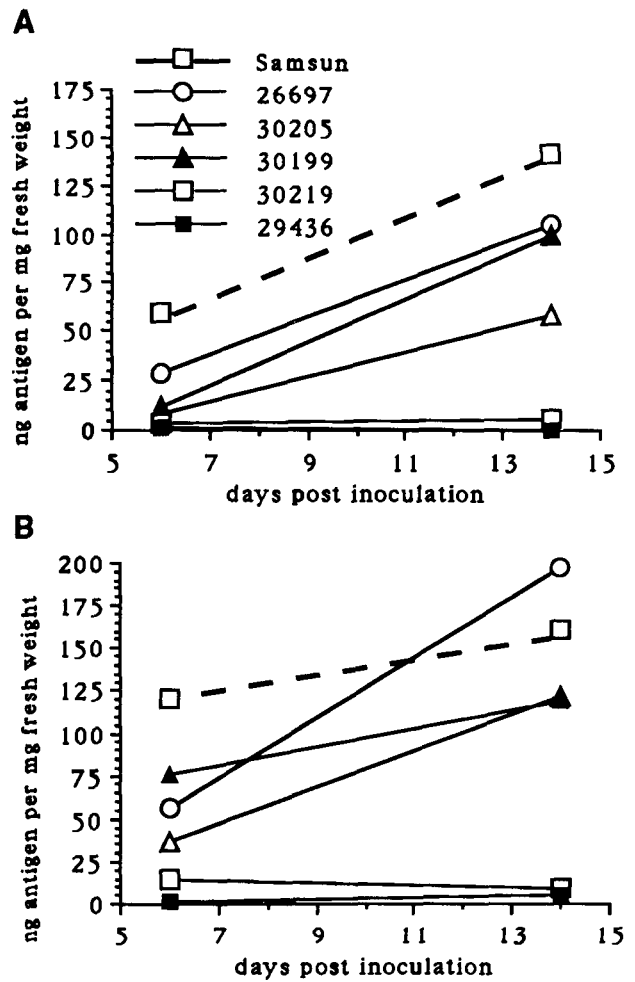 A
Samsun
26697
30205
30199
30219
29436
175
150
125
100
75
50
25
0
ng antigen per mg fresh weight
5 7 9 11 13 15
days post inoculation
B
200
175
150
125
100
75
50
25
0
ng antigen per mg fresh weight
5 7 9 11 13 15
days post inoculation